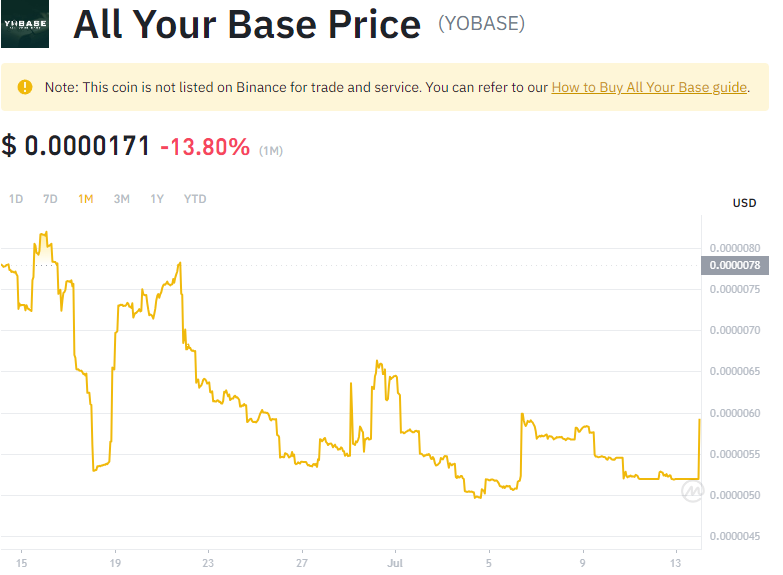 YOBASE
All Your Base Price (YOBASE)
Note: This coin is not listed on Binance for trade and service. You can refer to our How to Buy All Your Base guide.
$ 0.0000171 -13.80% (1M)
1D 7D 1M 3M 1Y YTD
USD
0.0000080
0.0000078
0.0000075
0.0000070
0.0000065
0.0000060
0.0000055
0.0000050
0.0000045
15 19 23 27 Jul 5 9 13